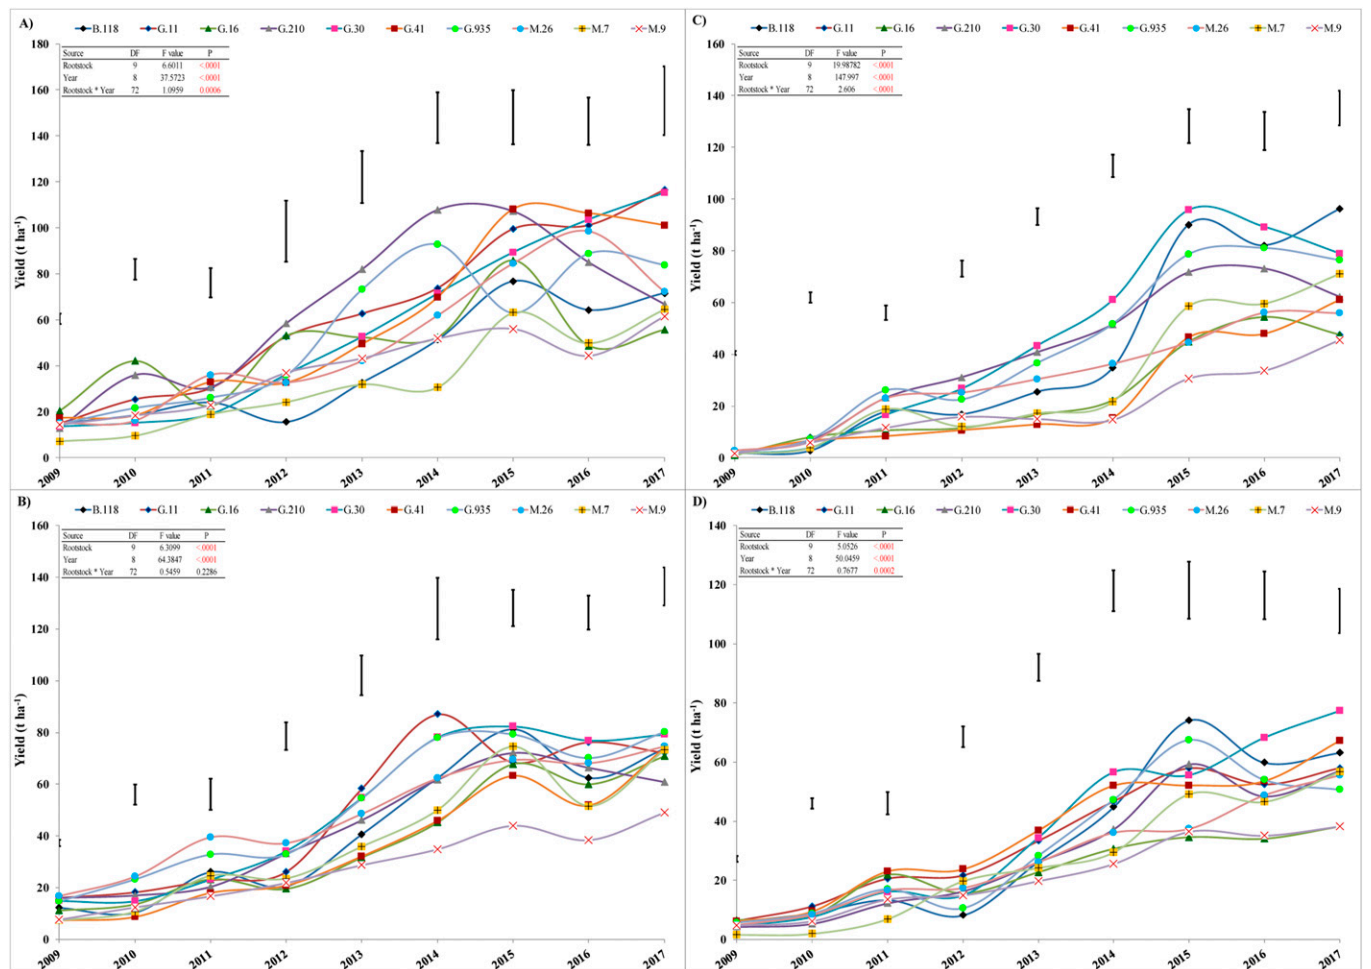 A)
B.118 G.11 G.16 G.210 G.30 G.41 G.935 M.26 M.7 M.9
180
160
140
120
100
80
60
40
20
0
Yield (t ha⁻¹)
Source DF F value P
Rootstock 9 6.6011 <.0001
Year 8 37.5723 <.0001
Rootstock * Year 72 1.0959 0.0006
2009 2010 2011 2012 2013 2014 2015 2016 2017
C)
B.118 G.11 G.16 G.210 G.30 G.41 G.935 M.26 M.7 M.9
160
140
120
100
80
60
40
20
0
Yield (t ha⁻¹)
Source DF F value P
Rootstock 9 19.98782 <.0001
Year 8 147.997 <.0001
Rootstock * Year 72 2.606 <.0001
2009 2010 2011 2012 2013 2014 2015 2016 2017
B)
B.118 G.11 G.16 G.210 G.30 G.41 G.935 M.26 M.7 M.9
160
140
120
100
80
60
40
20
0
Yield (t ha⁻¹)
Source DF F value P
Rootstock 9 6.3099 <.0001
Year 8 64.3847 <.0001
Rootstock * Year 72 0.5459 0.2286
2009 2010 2011 2012 2013 2014 2015 2016 2017
D)
B.118 G.11 G.16 G.210 G.30 G.41 G.935 M.26 M.7 M.9
140
120
100
80
60
40
20
0
Yield (t ha⁻¹)
Source DF F value P
Rootstock 9 5.0526 <.0001
Year 8 50.0459 <.0001
Rootstock * Year 72 0.7677 0.0002
2009 2010 2011 2012 2013 2014 2015 2016 2017